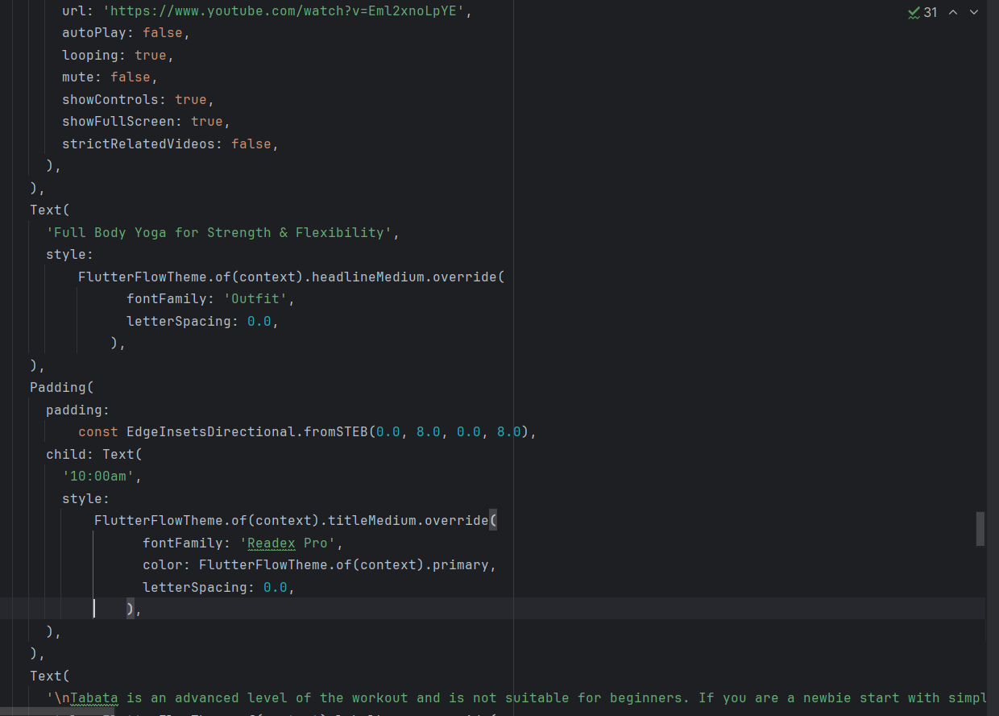 url: 'https://www.youtube.com/watch?v=Eml2xnoLpYE',
31
autoPlay: false,
looping: true,
mute: false,
showControls: true,
showFullScreen: true,
strictRelatedVideos: false,
),
),
Text(
'Full Body Yoga for Strength & Flexibility',
style:
FlutterFlowTheme.of(context).headlineMedium.override(
fontFamily: 'Outfit',
letterSpacing: 0.0,
),
),
Padding(
padding:
const EdgeInsetsDirectional.fromSTEB(0.0, 8.0, 0.0, 8.0),
child: Text(
'10:00am',
style:
FlutterFlowTheme.of(context).titleMedium.override(
fontFamily: 'Readex Pro',
color: FlutterFlowTheme.of(context).primary,
letterSpacing: 0.0,
),
),
),
Text(
'\nTabata is an advanced level of the workout and is not suitable for beginners. If you are a newbie start with simpl